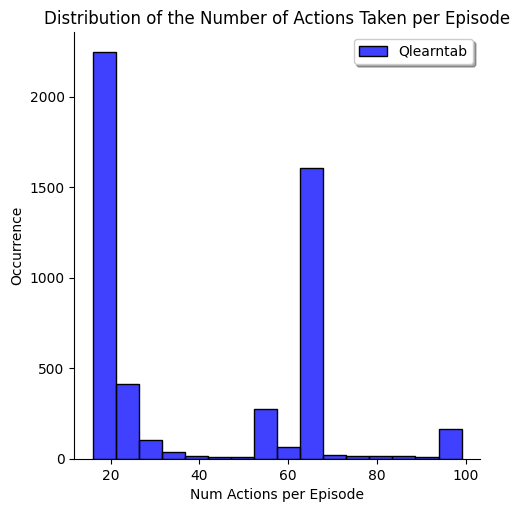 Distribution of the Number of Actions Taken per Episode
Qlearntab
2000
1500
1000
500
0
Occurrence
20 40 60 80 100
Num Actions per Episode